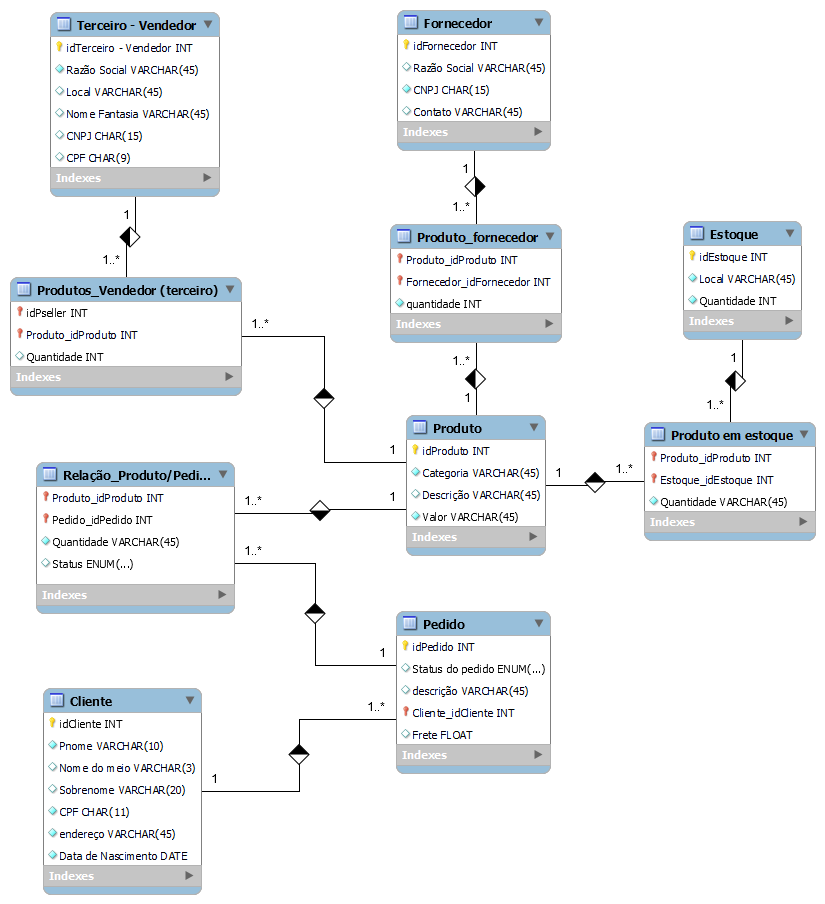 Terceiro - Vendedor
idTerceiro - Vendedor INT
Razão Social VARCHAR(45)
Local VARCHAR(45)
Nome Fantasia VARCHAR(45)
CNPJ CHAR(15)
CPF CHAR(9)
Indexes
Fornecedor
idFornecedor INT
Razão Social VARCHAR(45)
CNPJ CHAR(15)
Contato VARCHAR(45)
Indexes
1
1..*
1
1..*
Produtos_Vendedor (terceiro)
idPseller INT
Produto_idProduto INT
Quantidade INT
Indexes
Produto_fornecedor
Produto_idProduto INT
Fornecedor_idFornecedor INT
quantidade INT
Indexes
Estoque
idEstoque INT
Local VARCHAR(45)
Quantidade INT
Indexes
1..*
1
1..*
1
1
1..*
Produto
idProduto INT
Categoria VARCHAR(45)
Descrição VARCHAR(45)
Valor VARCHAR(45)
Indexes
1
1..*
Produto em estoque
Produto_idProduto INT
Estoque_idEstoque INT
Quantidade VARCHAR(45)
Indexes
Relação_Produto/Pedi...
Produto_idProduto INT
Pedido_idPedido INT
Quantidade VARCHAR(45)
Status ENUM(...)
Indexes
1..*
1
1..*
1
Pedido
idPedido INT
Status do pedido ENUM(...)
descrição VARCHAR(45)
Cliente_idCliente INT
Frete FLOAT
Indexes
1..*
1
Cliente
idCliente INT
Pnome VARCHAR(10)
Nome do meio VARCHAR(3)
Sobrenome VARCHAR(20)
CPF CHAR(11)
endereço VARCHAR(45)
Data de Nascimento DATE
Indexes